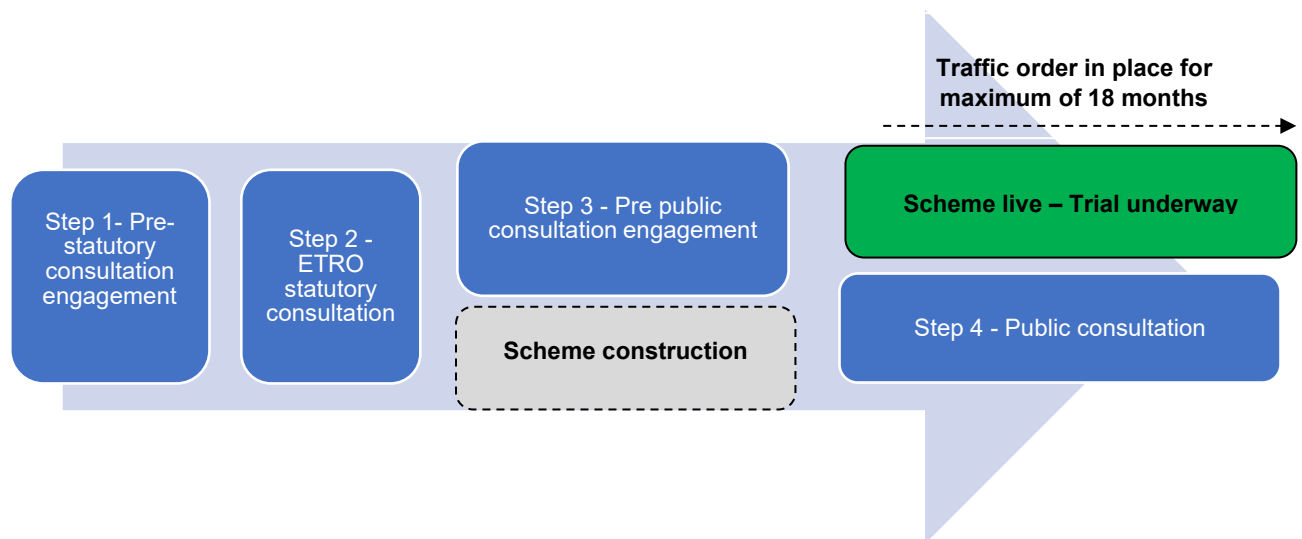 Traffic order in place for
maximum of 18 months
Step 1- Pre-
statutory
consultation
engagement
Step 2 -
ETRO
statutory
consultation
Step 3 - Pre public
consultation engagement
Scheme construction
Scheme live – Trial underway
Step 4 - Public consultation